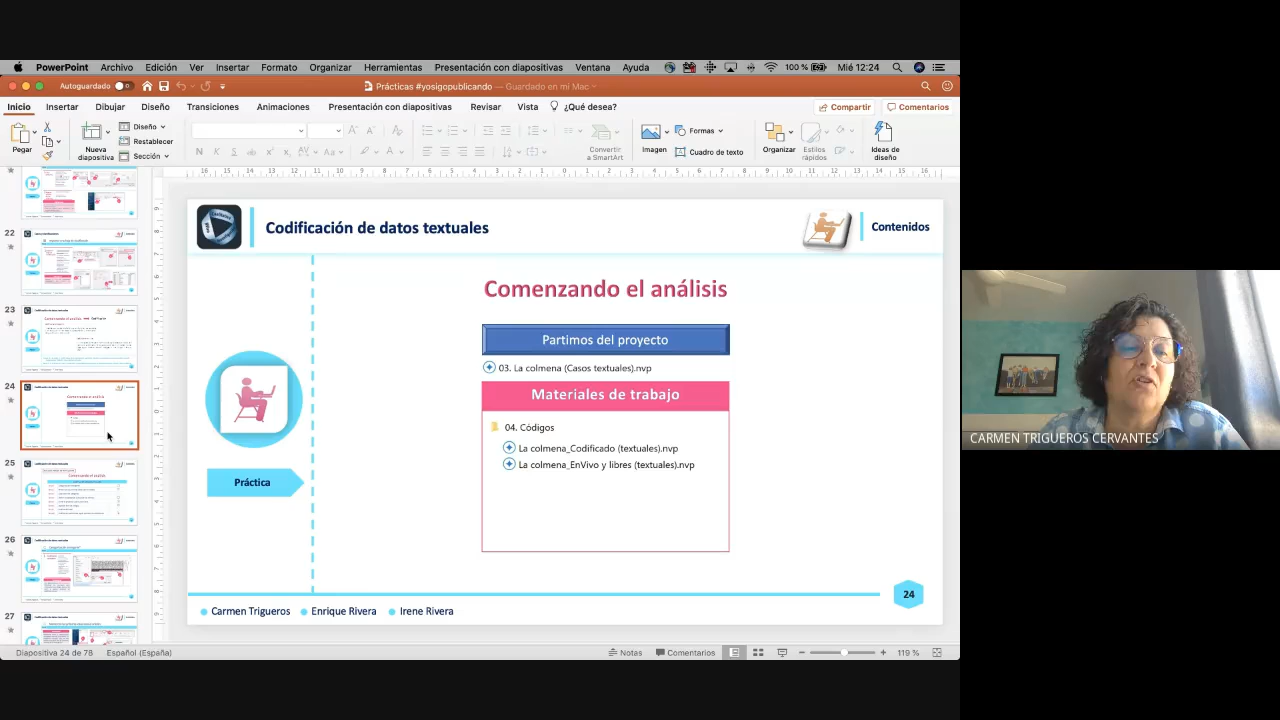 PowerPoint Archivo Edición Ver Insertar Formato Organizar Herramientas Presentación con diapositivas Ventana Ayuda 100 % Mié 12:24
Autoguardado Prácticas #yosigopublicando — Guardado en mi Mac
Inicio Insertar Dibujar Diseño Transiciones Animaciones Presentación con diapositivas Revisar Vista ¿Qué desea? Compartir Comentarios
Pegar
Nueva diapositiva
Diseño
Restablecer
Sección
Convertir a SmartArt
Imagen
Formas
Cuadro de texto
Organizar
Estilos rápidos
Ideas de diseño
22
23
24
25
26
27
Codificación de datos textuales
Contenidos
Comenzando el análisis
Partimos del proyecto
03. La colmena (Casos textuales).nvp
Materiales de trabajo
04. Códigos
La colmena_Codificado (textuales).nvp
La colmena_EnVivo y libres (textuales).nvp
Práctica
Carmen Trigueros Enrique Rivera Irene Rivera
24
Diapositiva 24 de 78 Español (España) Notas Comentarios 119 %
CARMEN TRIGUEROS CERVANTES